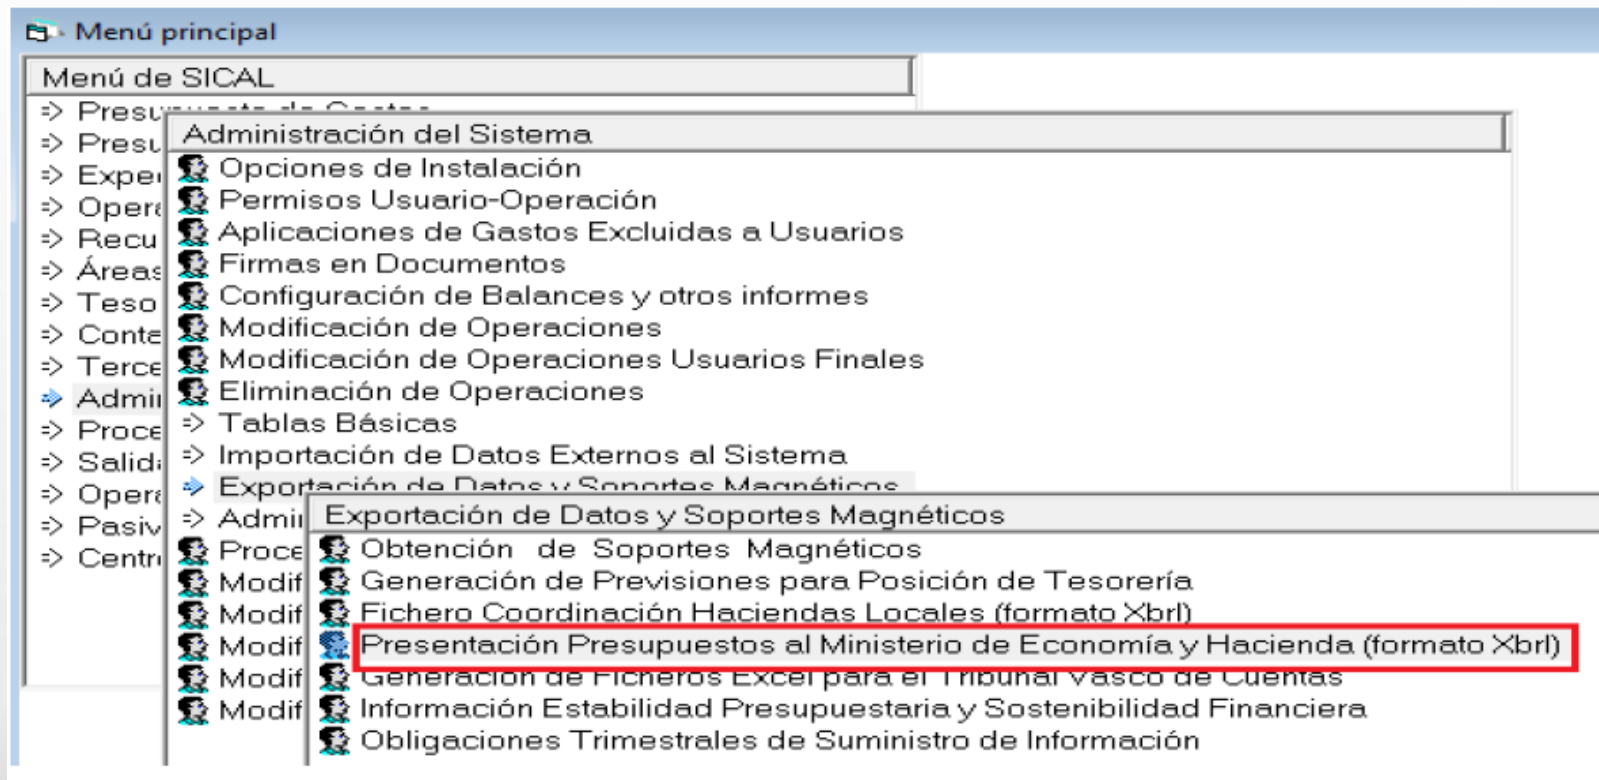 Menú principal
Menú de SICAL
Administración del Sistema
Opciones de Instalación
Permisos Usuario-Operación
Aplicaciones de Gastos Excluidas a Usuarios
Firmas en Documentos
Configuración de Balances y otros informes
Modificación de Operaciones
Modificación de Operaciones Usuarios Finales
Eliminación de Operaciones
Tablas Básicas
Importación de Datos Externos al Sistema
Exportación de Datos y Soportes Magnéticos
Exportación de Datos y Soportes Magnéticos
Obtención de Soportes Magnéticos
Generación de Previsiones para Posición de Tesorería
Fichero Coordinación Haciendas Locales (formato Xbrl)
Presentación Presupuestos al Ministerio de Economía y Hacienda (formato Xbrl)
Generación de Ficheros Excel para el Tribunal Vasco de Cuentas
Información Estabilidad Presupuestaria y Sostenibilidad Financiera
Obligaciones Trimestrales de Suministro de Información